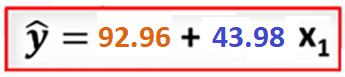 ŷ = 92.96 + 43.98 x₁